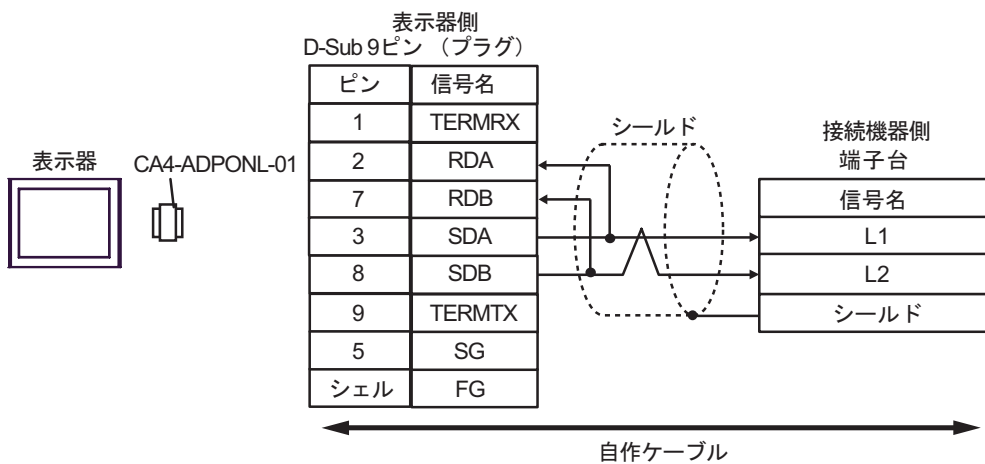 表示器側
D-Sub 9ピン （プラグ）
ピン 信号名
1 TERMRX
2 RDA
7 RDB
3 SDA
8 SDB
9 TERMTX
5 SG
シェル FG
表示器
CA4-ADPONL-01
シールド
接続機器側
端子台
信号名
L1
L2
シールド
自作ケーブル